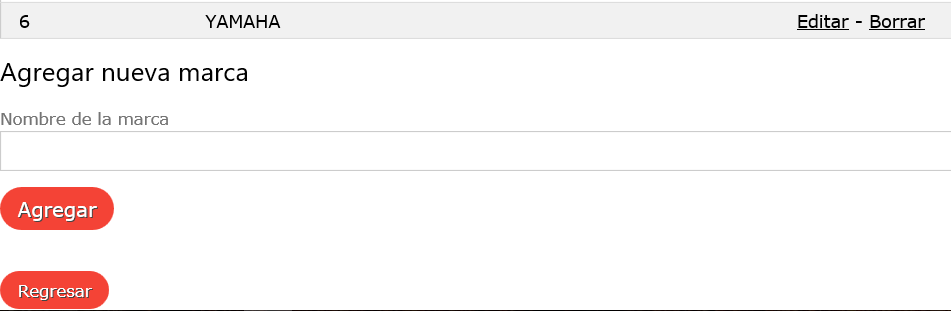 6 YAMAHA Editar - Borrar
Agregar nueva marca
Nombre de la marca
Agregar
Regresar